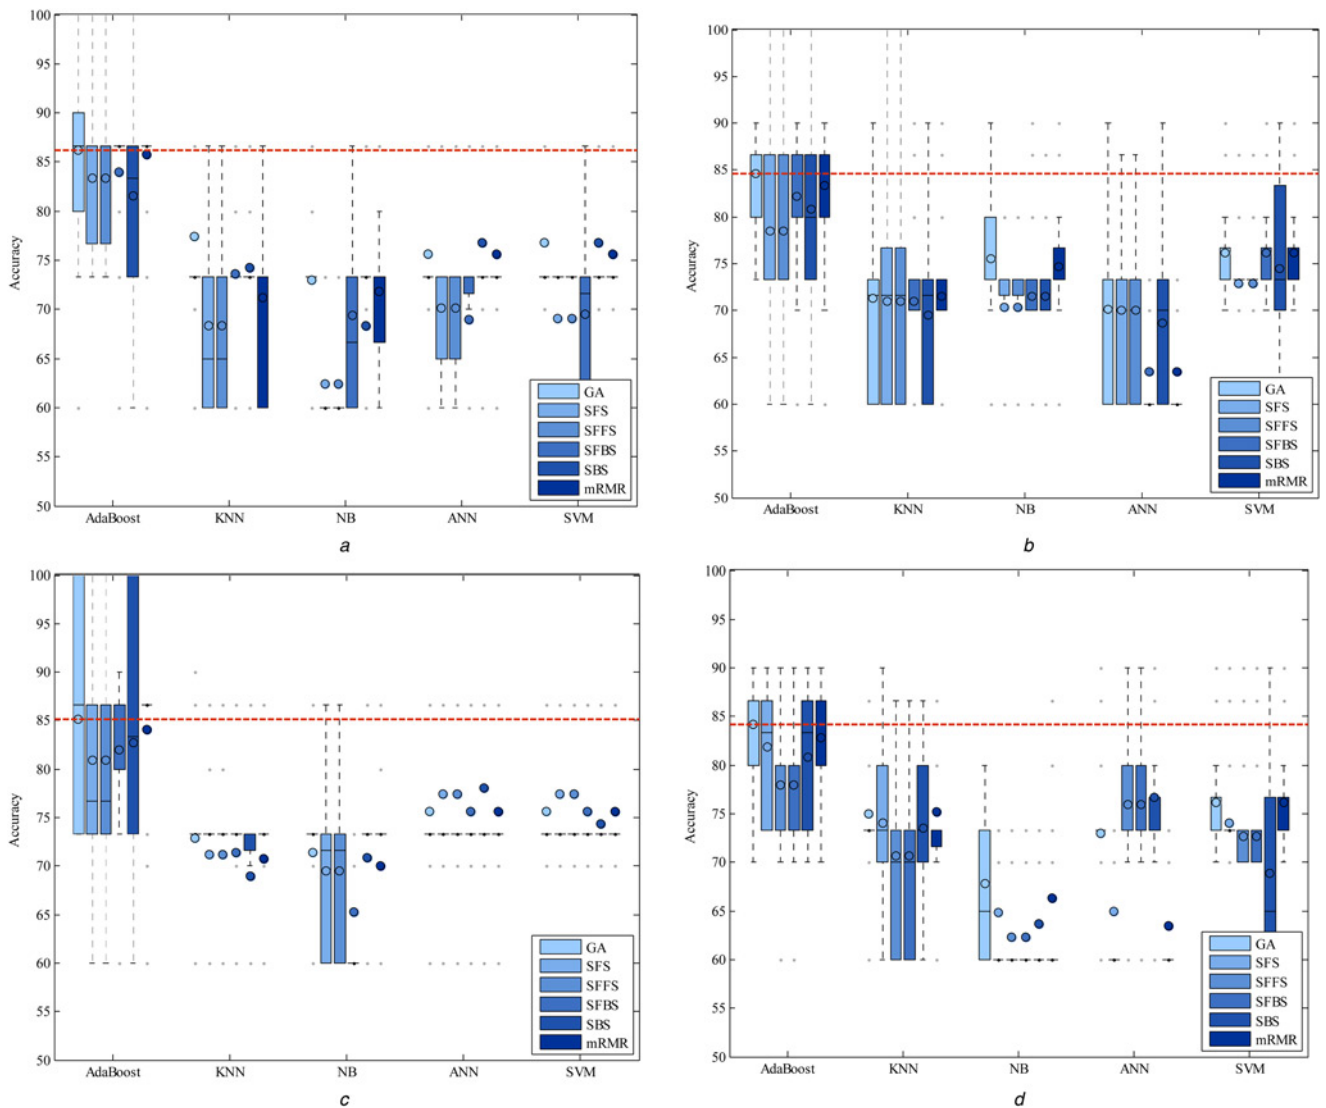 100
95
90
85
80
75
70
65
60
55
50
Accuracy
AdaBoost KNN NB ANN SVM
GA
SFS
SFFS
SFBS
SBS
mRMR
a
100
95
90
85
80
75
70
65
60
55
50
Accuracy
AdaBoost KNN NB ANN SVM
GA
SFS
SFFS
SFBS
SBS
mRMR
b
100
95
90
85
80
75
70
65
60
55
50
Accuracy
AdaBoost KNN NB ANN SVM
GA
SFS
SFFS
SFBS
SBS
mRMR
c
100
95
90
85
80
75
70
65
60
55
50
Accuracy
AdaBoost KNN NB ANN SVM
GA
SFS
SFFS
SFBS
SBS
mRMR
d